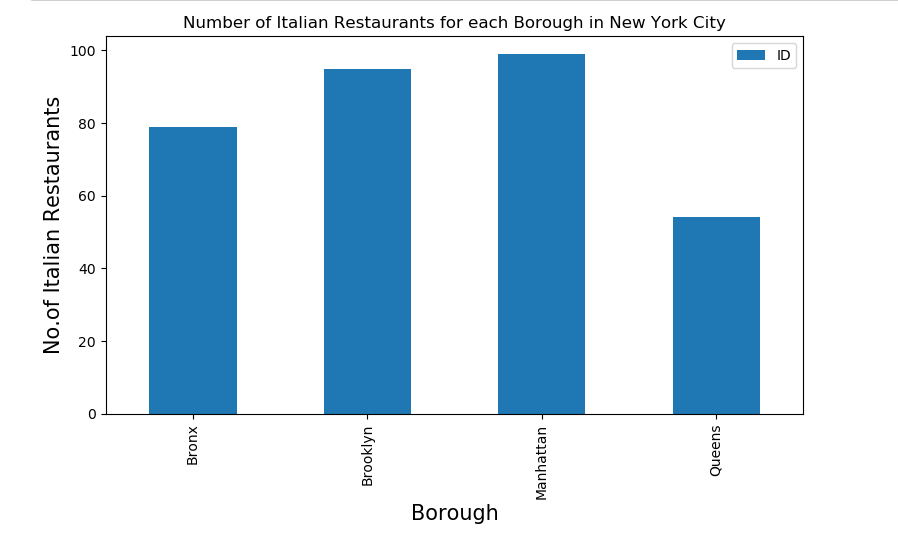 Number of Italian Restaurants for each Borough in New York City
ID
100
80
60
40
20
0
No.of Italian Restaurants
Bronx
Brooklyn
Manhattan
Queens
Borough